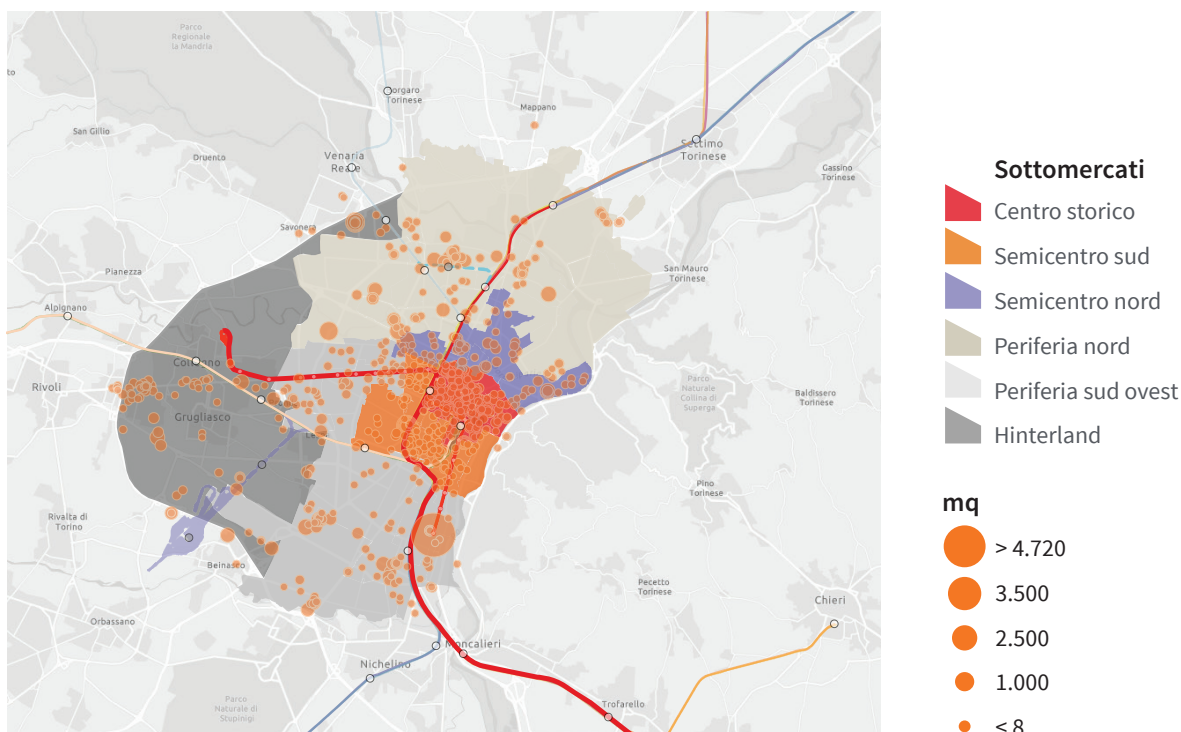 Parco
Regionale
la Mandria
to
Borgaro
Torinese
Mappano
San Gillio
Druento
Venaria
Reale
Settimo
Torinese
Gassino
Torinese
Savonera
Pianezza
San Mauro
Torinese
Alpignano
Collegno
Rivoli
Grugliasco
Parco
Naturale
Collina di
Superga
Baldissero
Torinese
Pino
Torinese
Rivalta di
Torino
Beinasco
Pecetto
Torinese
Chieri
Orbassano
Moncalieri
Nichelino
Parco
Naturale di
Stupinigi
Trofarello
Sottomercati
Centro storico
Semicentro sud
Semicentro nord
Periferia nord
Periferia sud ovest
Hinterland
mq
> 4.720
3.500
2.500
1.000
≤ 8